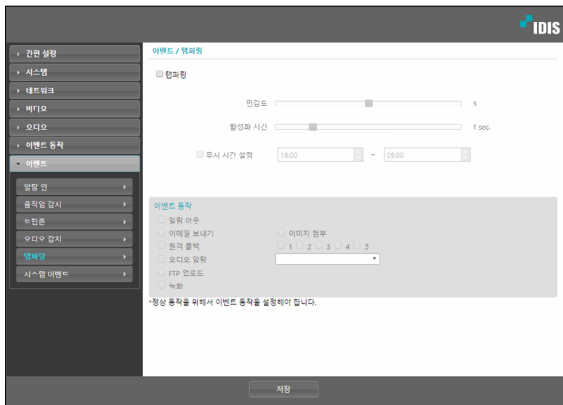 IDIS
간편 설정
시스템
네트워크
비디오
오디오
이벤트 동작
이벤트
알람 인
움직임 감시
트립존
오디오 감지
탬퍼링
시스템 이벤트
이벤트 / 탬퍼링
탬퍼링
민감도 3
활성화 시간 1 sec.
무시 시간 설정 18:00 ~ 09:00
이벤트 동작
알람 아웃
이메일 보내기 이미지 첨부
원격 콜백 1 2 3 4 5
오디오 알람
FTP 업로드
녹화
*정상 동작을 위해서 이벤트 동작을 설정해야 합니다.
저장